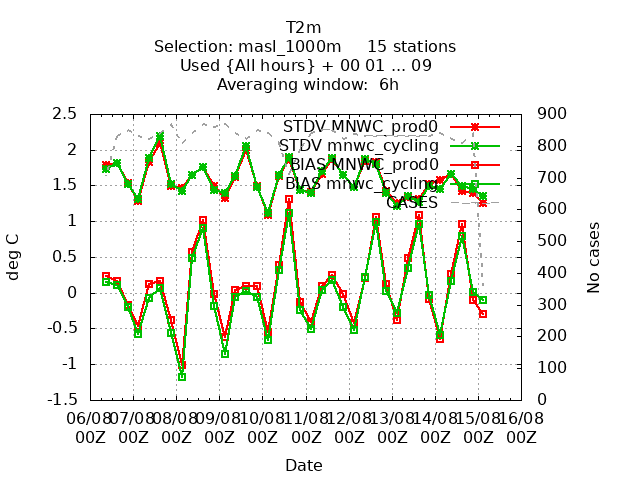 T2m
Selection: masl_1000m     15 stations
Used {All hours} + 00 01 ... 09
Averaging window:  6h
2.5
2
1.5
1
0.5
0
-0.5
-1
-1.5
deg C
900
800
700
600
500
400
300
200
100
0
No cases
STDV MNWC_prod0
STDV mnwc_cycling
BIAS MNWC_prod0
BIAS mnwc_cycling
CASES
06/08 07/08 08/08 09/08 10/08 11/08 12/08 13/08 14/08 15/08 16/08
00Z 00Z 00Z 00Z 00Z 00Z 00Z 00Z 00Z 00Z 00Z
Date